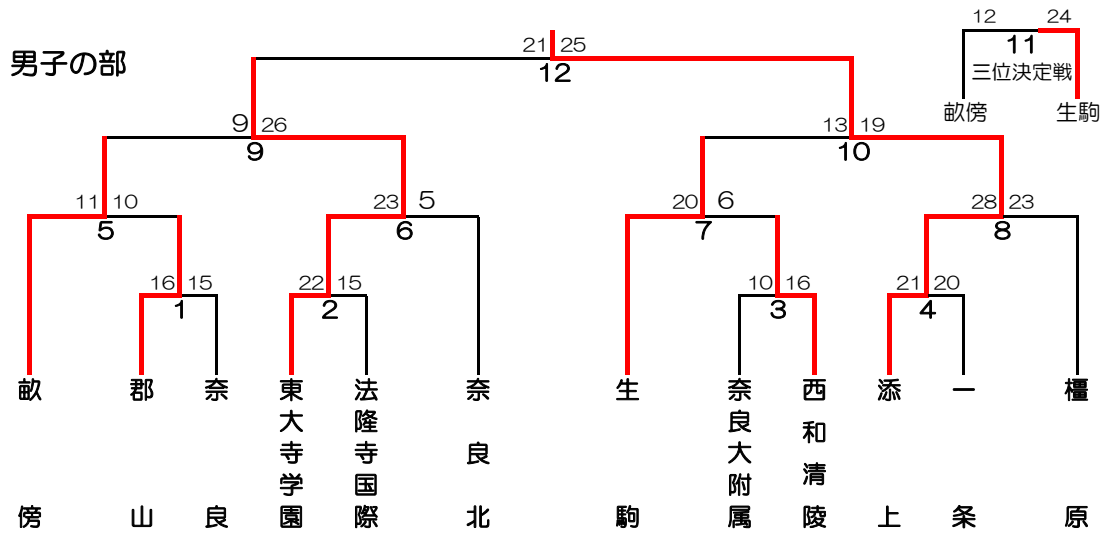 男子の部
12 24
11
三位決定戦
畝傍 生駒
21 25
12
9 26
9
13 19
10
11 10
5
23 5
6
20 6
7
28 23
8
16 15
1
22 15
2
10 16
3
21 20
4
畝傍
郡山
奈良
東大寺学園
法隆寺国際
奈良北
生駒
奈良大附属
西和清陵
添上
一条
橿原